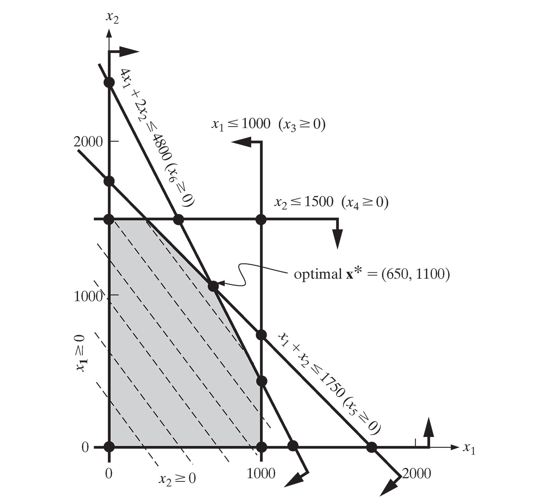 x₂
4x₁ + 2x₂ ≤ 4800 (x₆ ≥ 0)
x₁ ≤ 1000 (x₃ ≥ 0)
2000
x₂ ≤ 1500 (x₄ ≥ 0)
optimal x* = (650, 1100)
1000
x₁ ≥ 0
x₁ + x₂ ≤ 1750 (x₅ ≥ 0)
0
x₁
0
x₂ ≥ 0
1000
2000